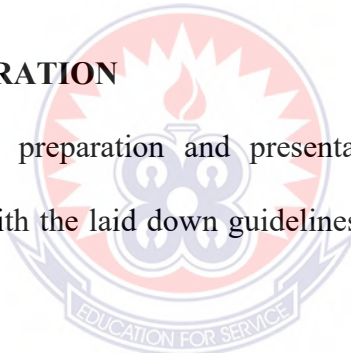 RATION
preparation and presenta
ith the laid down guidelines
EDUCATION FOR SERVICE